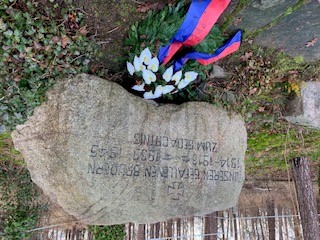 UNSEREN GEFALLENEN BRÜDERN
1914-1918 1939-1945
ZUM GEDÄCHTNIS